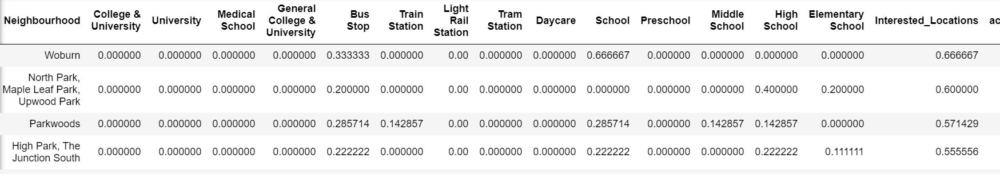 Neighbourhood College & University University Medical School General College & University Bus Stop Train Station Light Rail Station Tram Station Daycare School Preschool Middle School High School Elementary School Interested_Locations ac
Woburn 0.000000 0.000000 0.000000 0.000000 0.333333 0.000000 0.00 0.000000 0.000000 0.666667 0.000000 0.000000 0.000000 0.000000 0.666667
North Park, Maple Leaf Park, Upwood Park 0.000000 0.000000 0.000000 0.000000 0.200000 0.000000 0.00 0.000000 0.000000 0.000000 0.000000 0.000000 0.400000 0.200000 0.600000
Parkwoods 0.000000 0.000000 0.000000 0.000000 0.285714 0.142857 0.00 0.000000 0.000000 0.285714 0.000000 0.142857 0.142857 0.000000 0.571429
High Park, The Junction South 0.000000 0.000000 0.000000 0.000000 0.222222 0.000000 0.00 0.000000 0.000000 0.222222 0.000000 0.000000 0.222222 0.111111 0.555556